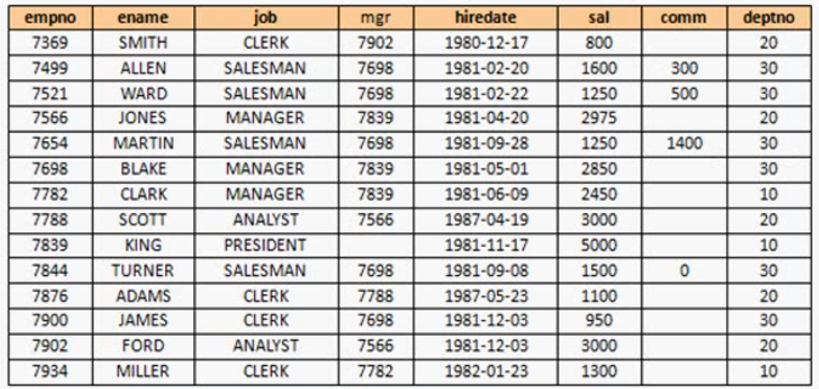 empno ename job mgr hiredate sal comm deptno
7369 SMITH CLERK 7902 1980-12-17 800 20
7499 ALLEN SALESMAN 7698 1981-02-20 1600 300 30
7521 WARD SALESMAN 7698 1981-02-22 1250 500 30
7566 JONES MANAGER 7839 1981-04-20 2975 20
7654 MARTIN SALESMAN 7698 1981-09-28 1250 1400 30
7698 BLAKE MANAGER 7839 1981-05-01 2850 30
7782 CLARK MANAGER 7839 1981-06-09 2450 10
7788 SCOTT ANALYST 7566 1987-04-19 3000 20
7839 KING PRESIDENT 1981-11-17 5000 10
7844 TURNER SALESMAN 7698 1981-09-08 1500 0 30
7876 ADAMS CLERK 7788 1987-05-23 1100 20
7900 JAMES CLERK 7698 1981-12-03 950 30
7902 FORD ANALYST 7566 1981-12-03 3000 20
7934 MILLER CLERK 7782 1982-01-23 1300 10